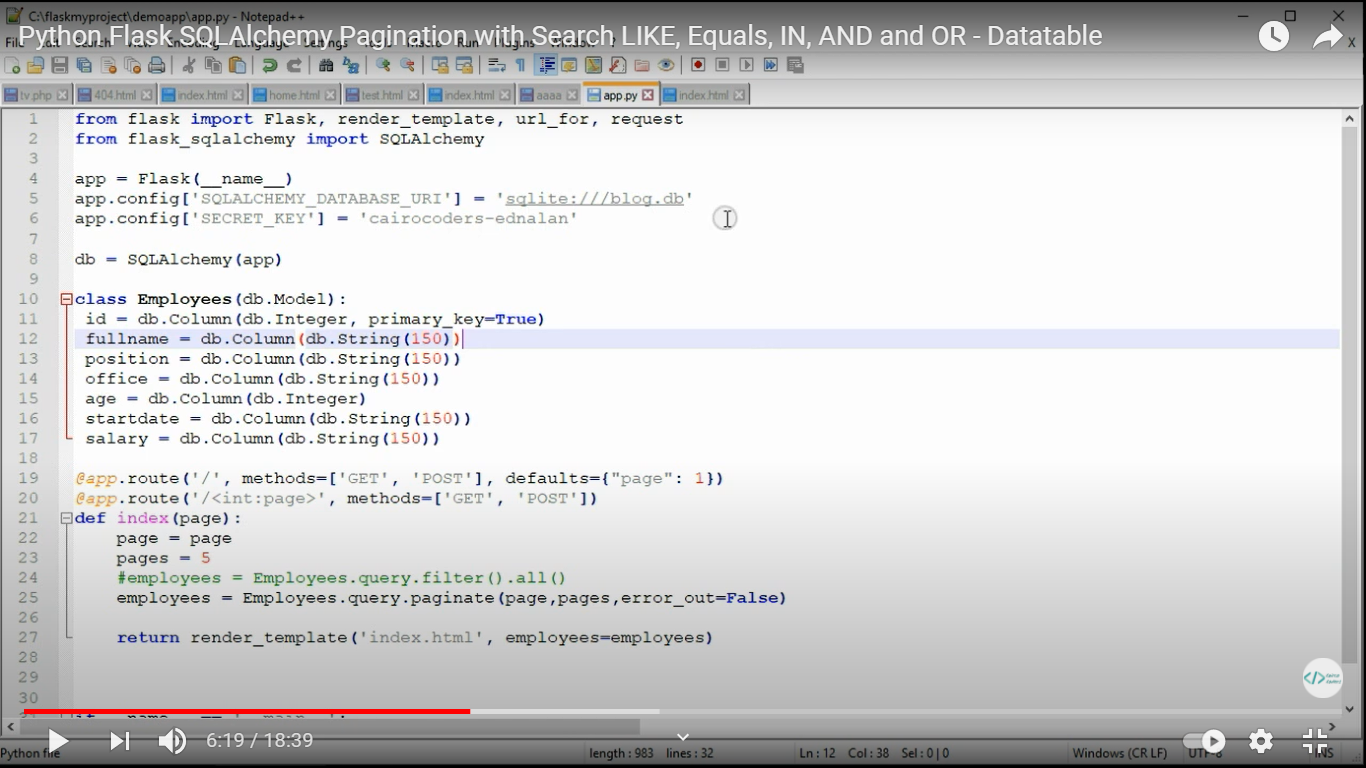 C:\flaskmyproject\demoapp\app.py - Notepad++
Python Flask SQLAlchemy Pagination with Search LIKE, Equals, IN, AND and OR - Datatable
tv.php 404.html index.html home.html test.html index.html aaaa app.py index.html
1 from flask import Flask, render_template, url_for, request
2 from flask_sqlalchemy import SQLAlchemy
3
4 app = Flask(__name__)
5 app.config['SQLALCHEMY_DATABASE_URI'] = 'sqlite:///blog.db'
6 app.config['SECRET_KEY'] = 'cairocoders-ednalan'
7
8 db = SQLAlchemy(app)
9
10 class Employees(db.Model):
11 id = db.Column(db.Integer, primary_key=True)
12 fullname = db.Column(db.String(150))
13 position = db.Column(db.String(150))
14 office = db.Column(db.String(150))
15 age = db.Column(db.Integer)
16 startdate = db.Column(db.String(150))
17 salary = db.Column(db.String(150))
18
19 @app.route('/', methods=['GET', 'POST'], defaults={"page": 1})
20 @app.route('/<int:page>', methods=['GET', 'POST'])
21 def index(page):
22 page = page
23 pages = 5
24 #employees = Employees.query.filter().all()
25 employees = Employees.query.paginate(page,pages,error_out=False)
26
27 return render_template('index.html', employees=employees)
28
29
30
6:19 / 18:39
Python file length : 983 lines : 32 Ln : 12 Col : 38 Sel : 0 | 0 Windows (CR LF) UTF-8 INS